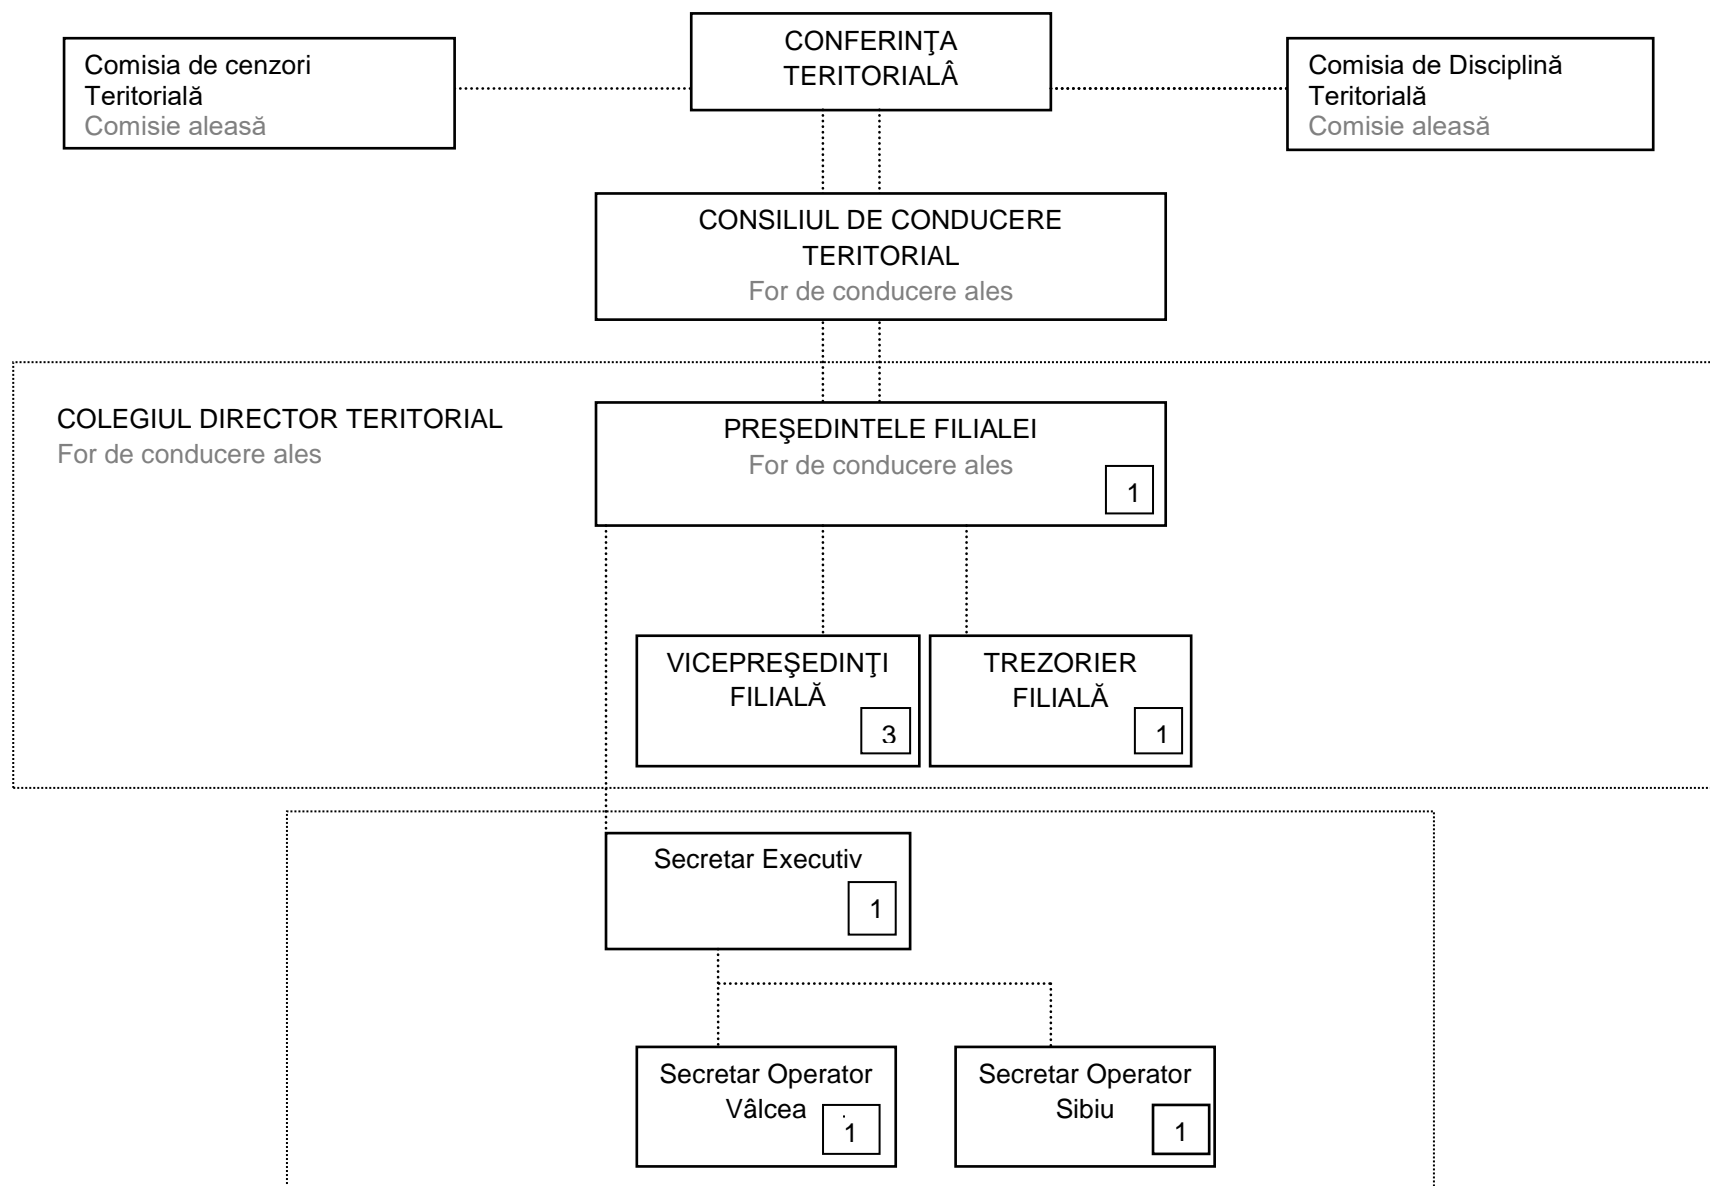 CONFERINŢA
TERITORIALÂ
Comisia de cenzori
Teritorială
Comisie aleasă
Comisia de Disciplină
Teritorială
Comisie aleasă
CONSILIUL DE CONDUCERE
TERITORIAL
For de conducere ales
COLEGIUL DIRECTOR TERITORIAL
For de conducere ales
PREŞEDINTELE FILIALEI
For de conducere ales
1
VICEPREŞEDINŢI
FILIALĂ
3
TREZORIER
FILIALĂ
1
Secretar Executiv
1
Secretar Operator
Vâlcea
1
Secretar Operator
Sibiu
1